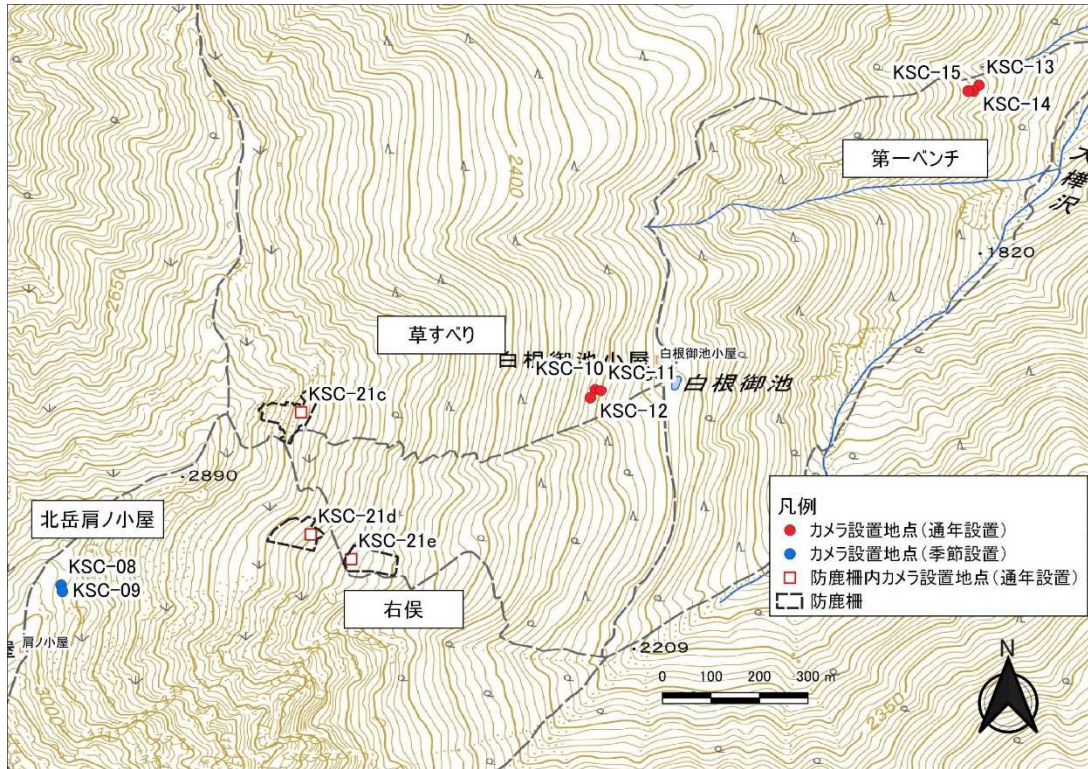 KSC-15
KSC-13
KSC-14
第一ベンチ
大樺沢
2400
2650
・1820
草すべり
白根御池小屋
白根御池小屋
KSC-10
KSC-11
KSC-12
白根御池
KSC-21c
・2890
北岳肩ノ小屋
KSC-21d
KSC-21e
KSC-08
KSC-09
右俣
肩ノ小屋
・2209
3000
2350
凡例
カメラ設置地点(通年設置)
カメラ設置地点(季節設置)
防鹿柵内カメラ設置地点(通年設置)
防鹿柵
0 100 200 300 m
N